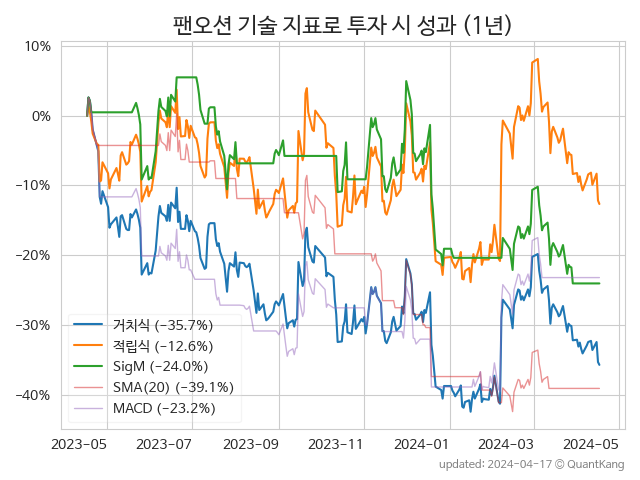 팬오션 기술 지표로 투자 시 성과 (1년)
10%
0%
−10%
−20%
−30%
−40%
거치식 (−35.7%)
적립식 (−12.6%)
SigM (−24.0%)
SMA(20) (−39.1%)
MACD (−23.2%)
2023-05 2023-07 2023-09 2023-11 2024-01 2024-03 2024-05
updated: 2024-04-17 ⓒ QuantKang